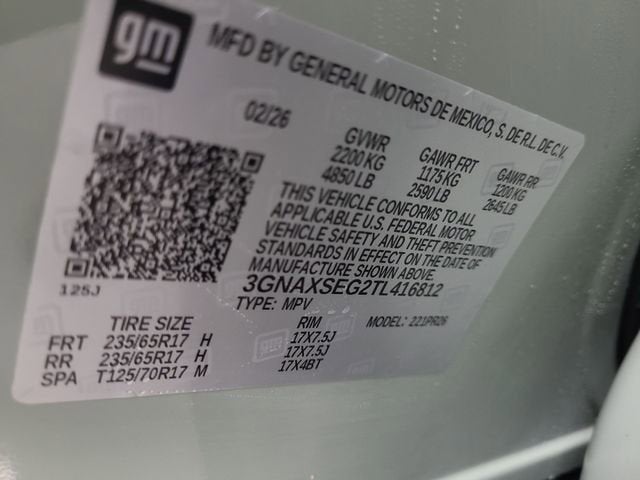 gm
MFD BY GENERAL MOTORS DE MEXICO, S. DE R.L. DE C.V.
02/26
GVWR GAWR FRT GAWR RR
2200 KG 1175 KG 1200 KG
4850 LB 2590 LB 2645 LB
THIS VEHICLE CONFORMS TO ALL
APPLICABLE U.S. FEDERAL MOTOR
VEHICLE SAFETY AND THEFT PREVENTION
STANDARDS IN EFFECT ON THE DATE OF
MANUFACTURE SHOWN ABOVE.
125J
3GNAXSEG2TL416812
TYPE: MPV MODEL: 221PR26
TIRE SIZE RIM
FRT 235/65R17 H 17X7.5J
RR 235/65R17 H 17X7.5J
SPA T125/70R17 M 17X4BT